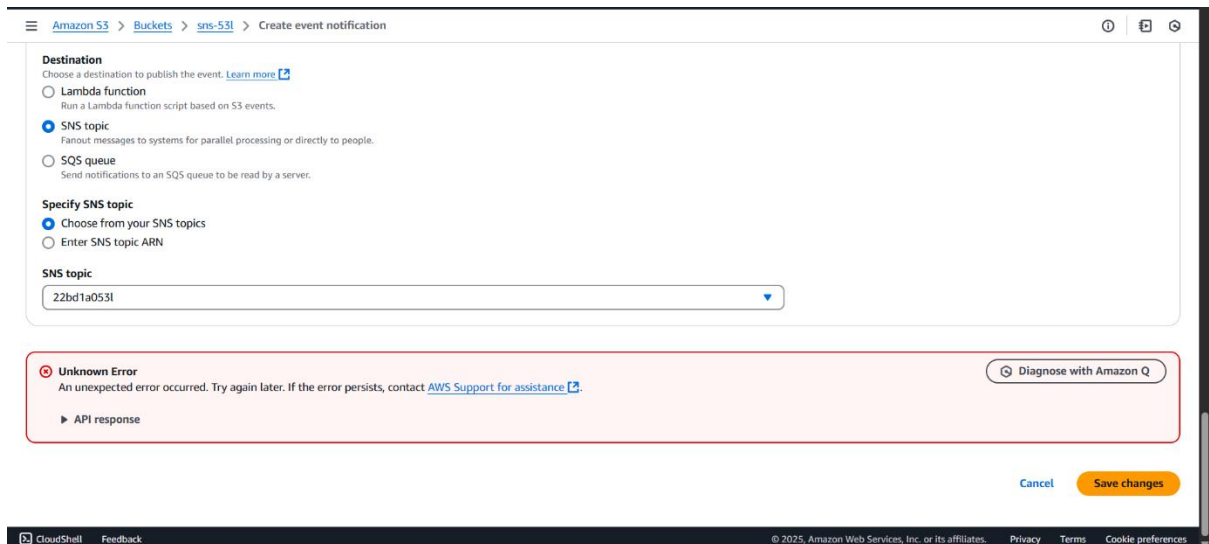 Amazon S3 > Buckets > sns-53l > Create event notification
Destination
Choose a destination to publish the event. Learn more
Lambda function
Run a Lambda function script based on S3 events.
SNS topic
Fanout messages to systems for parallel processing or directly to people.
SQS queue
Send notifications to an SQS queue to be read by a server.
Specify SNS topic
Choose from your SNS topics
Enter SNS topic ARN
SNS topic
22bd1a053l
Unknown Error
Diagnose with Amazon Q
An unexpected error occurred. Try again later. If the error persists, contact AWS Support for assistance.
API response
Cancel Save changes
CloudShell Feedback © 2025, Amazon Web Services, Inc. or its affiliates. Privacy Terms Cookie preferences